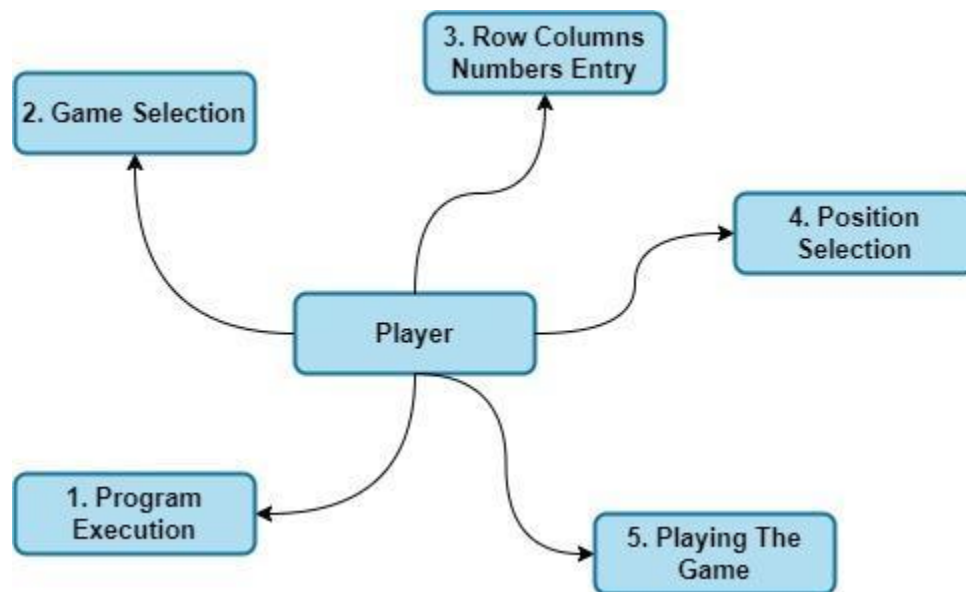 3. Row Columns
Numbers Entry
2. Game Selection
4. Position
Selection
Player
1. Program
Execution
5. Playing The
Game